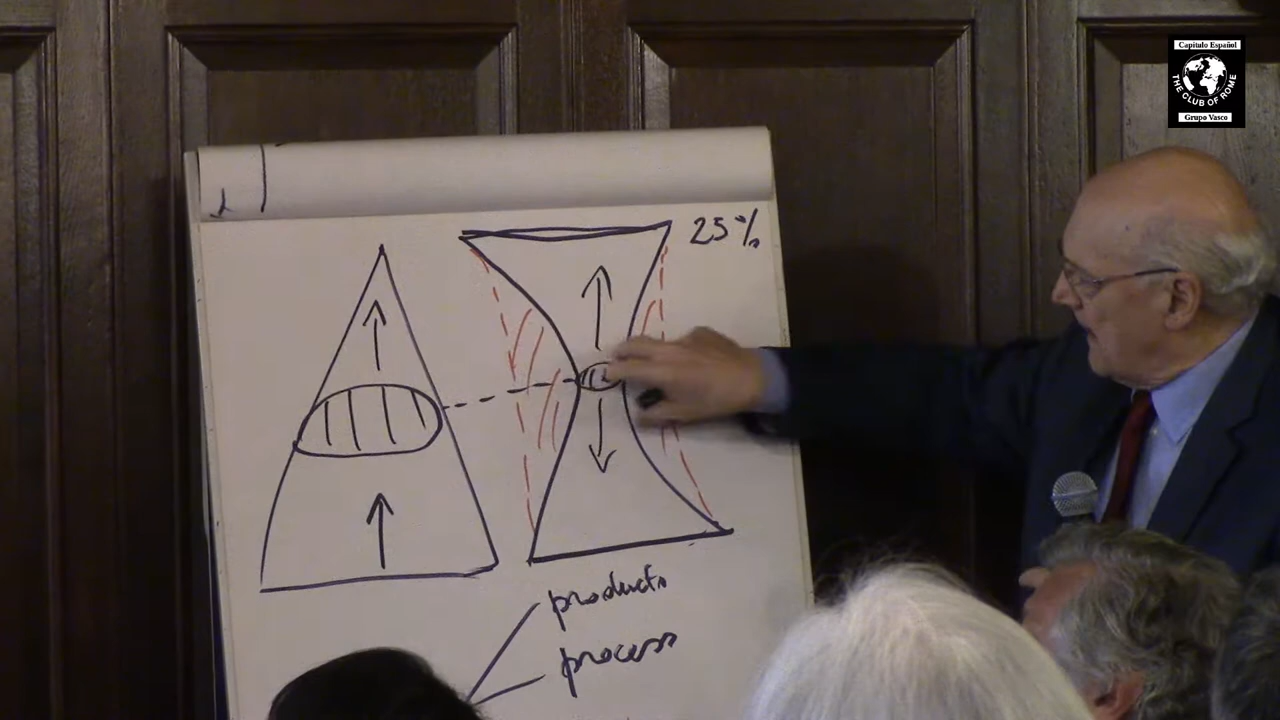 Capítulo Español
THE CLUB OF ROME
Grupo Vasco
25%
products
process